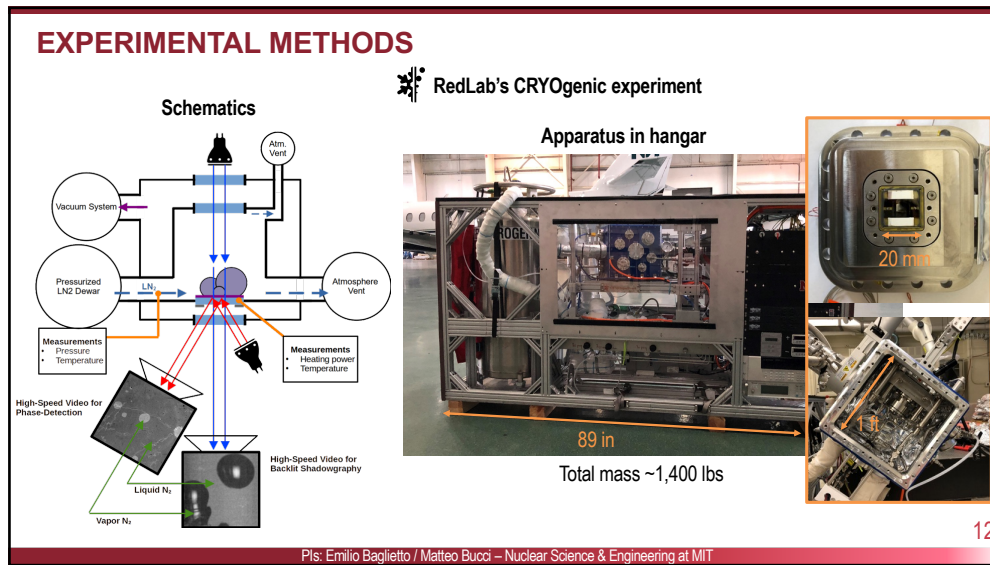 EXPERIMENTAL METHODS
RedLab's CRYOgenic experiment
Schematics
Atm.
Vent
Vacuum System
Pressurized
LN2 Dewar
LN₂
Atmosphere
Vent
Measurements
• Pressure
• Temperature
Measurements
• Heating power
• Temperature
High-Speed Video for
Phase-Detection
High-Speed Video for
Backlit Shadowgraphy
Liquid N₂
Vapor N₂
Apparatus in hangar
ROGEN
89 in
Total mass ~1,400 lbs
20 mm
1 ft
12
PIs: Emilio Baglietto / Matteo Bucci – Nuclear Science & Engineering at MIT